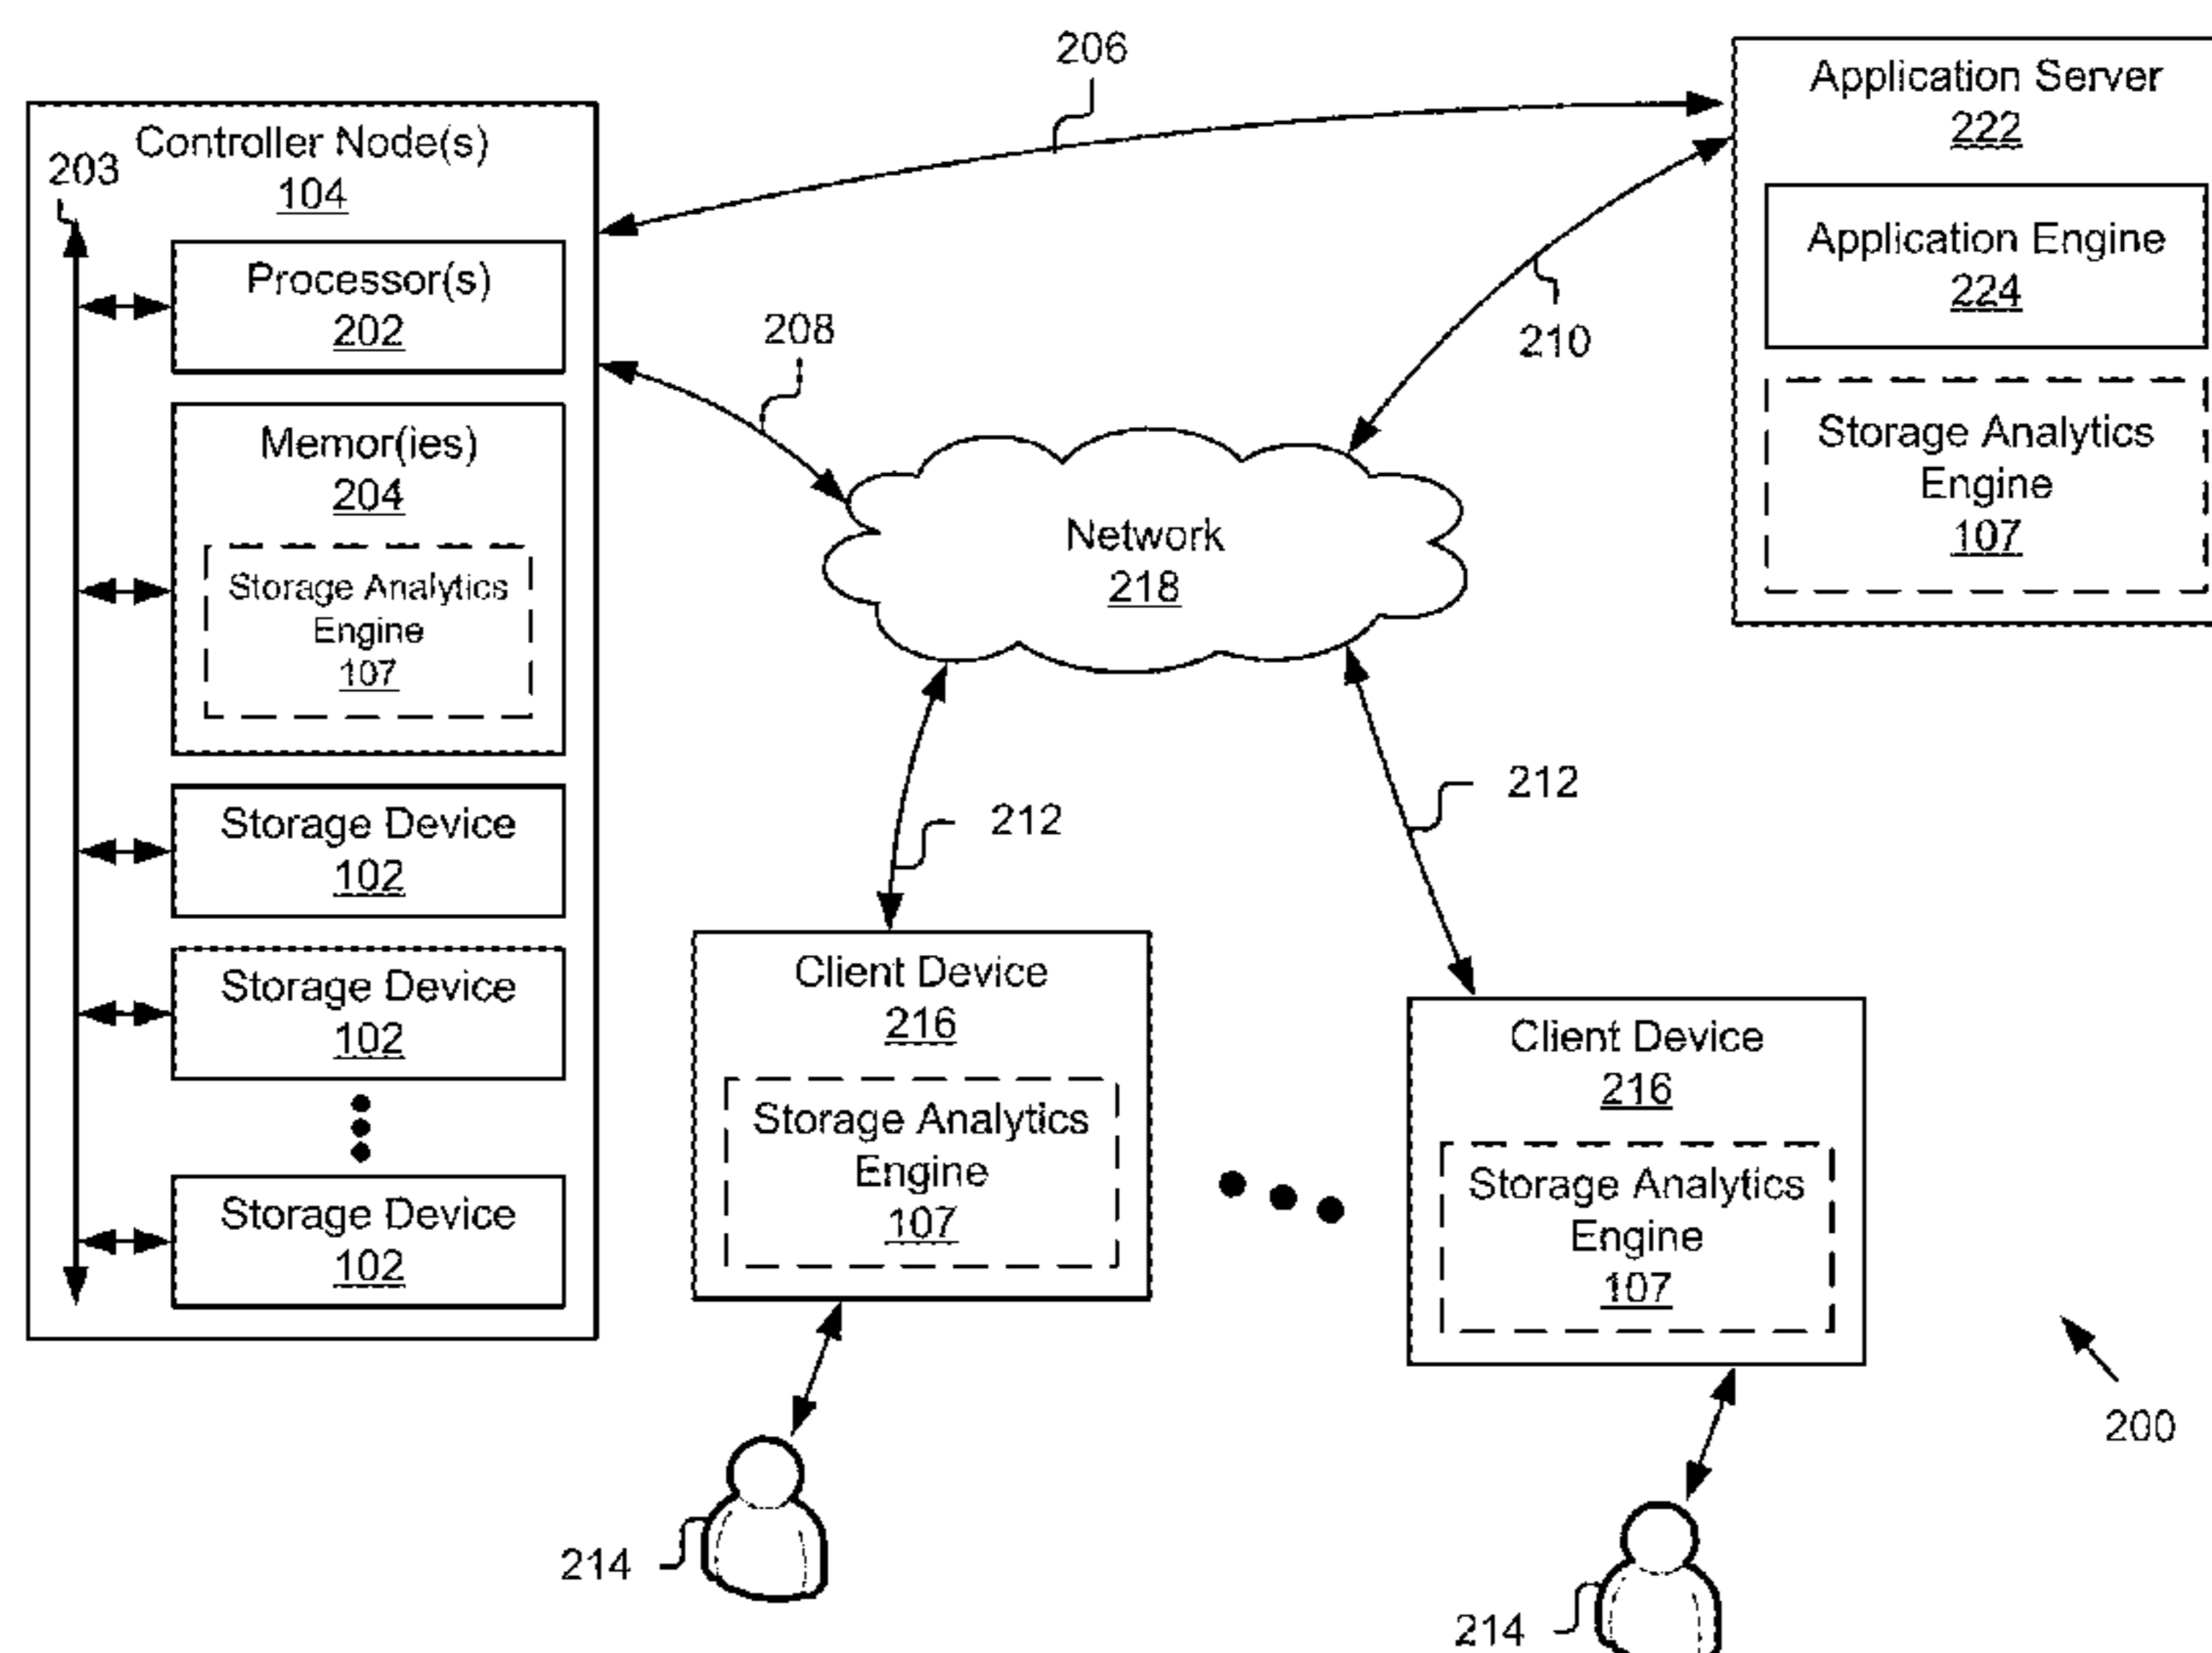 206
Application Server
222
Application Engine
224
Storage Analytics
Engine
107
Controller Node(s)
104
203
Processor(s)
202
Memor(ies)
204
Storage Analytics
Engine
107
Storage Device
102
Storage Device
102
Storage Device
102
208
210
Network
218
212
212
Client Device
216
Storage Analytics
Engine
107
Client Device
216
Storage Analytics
Engine
107
200
214
214